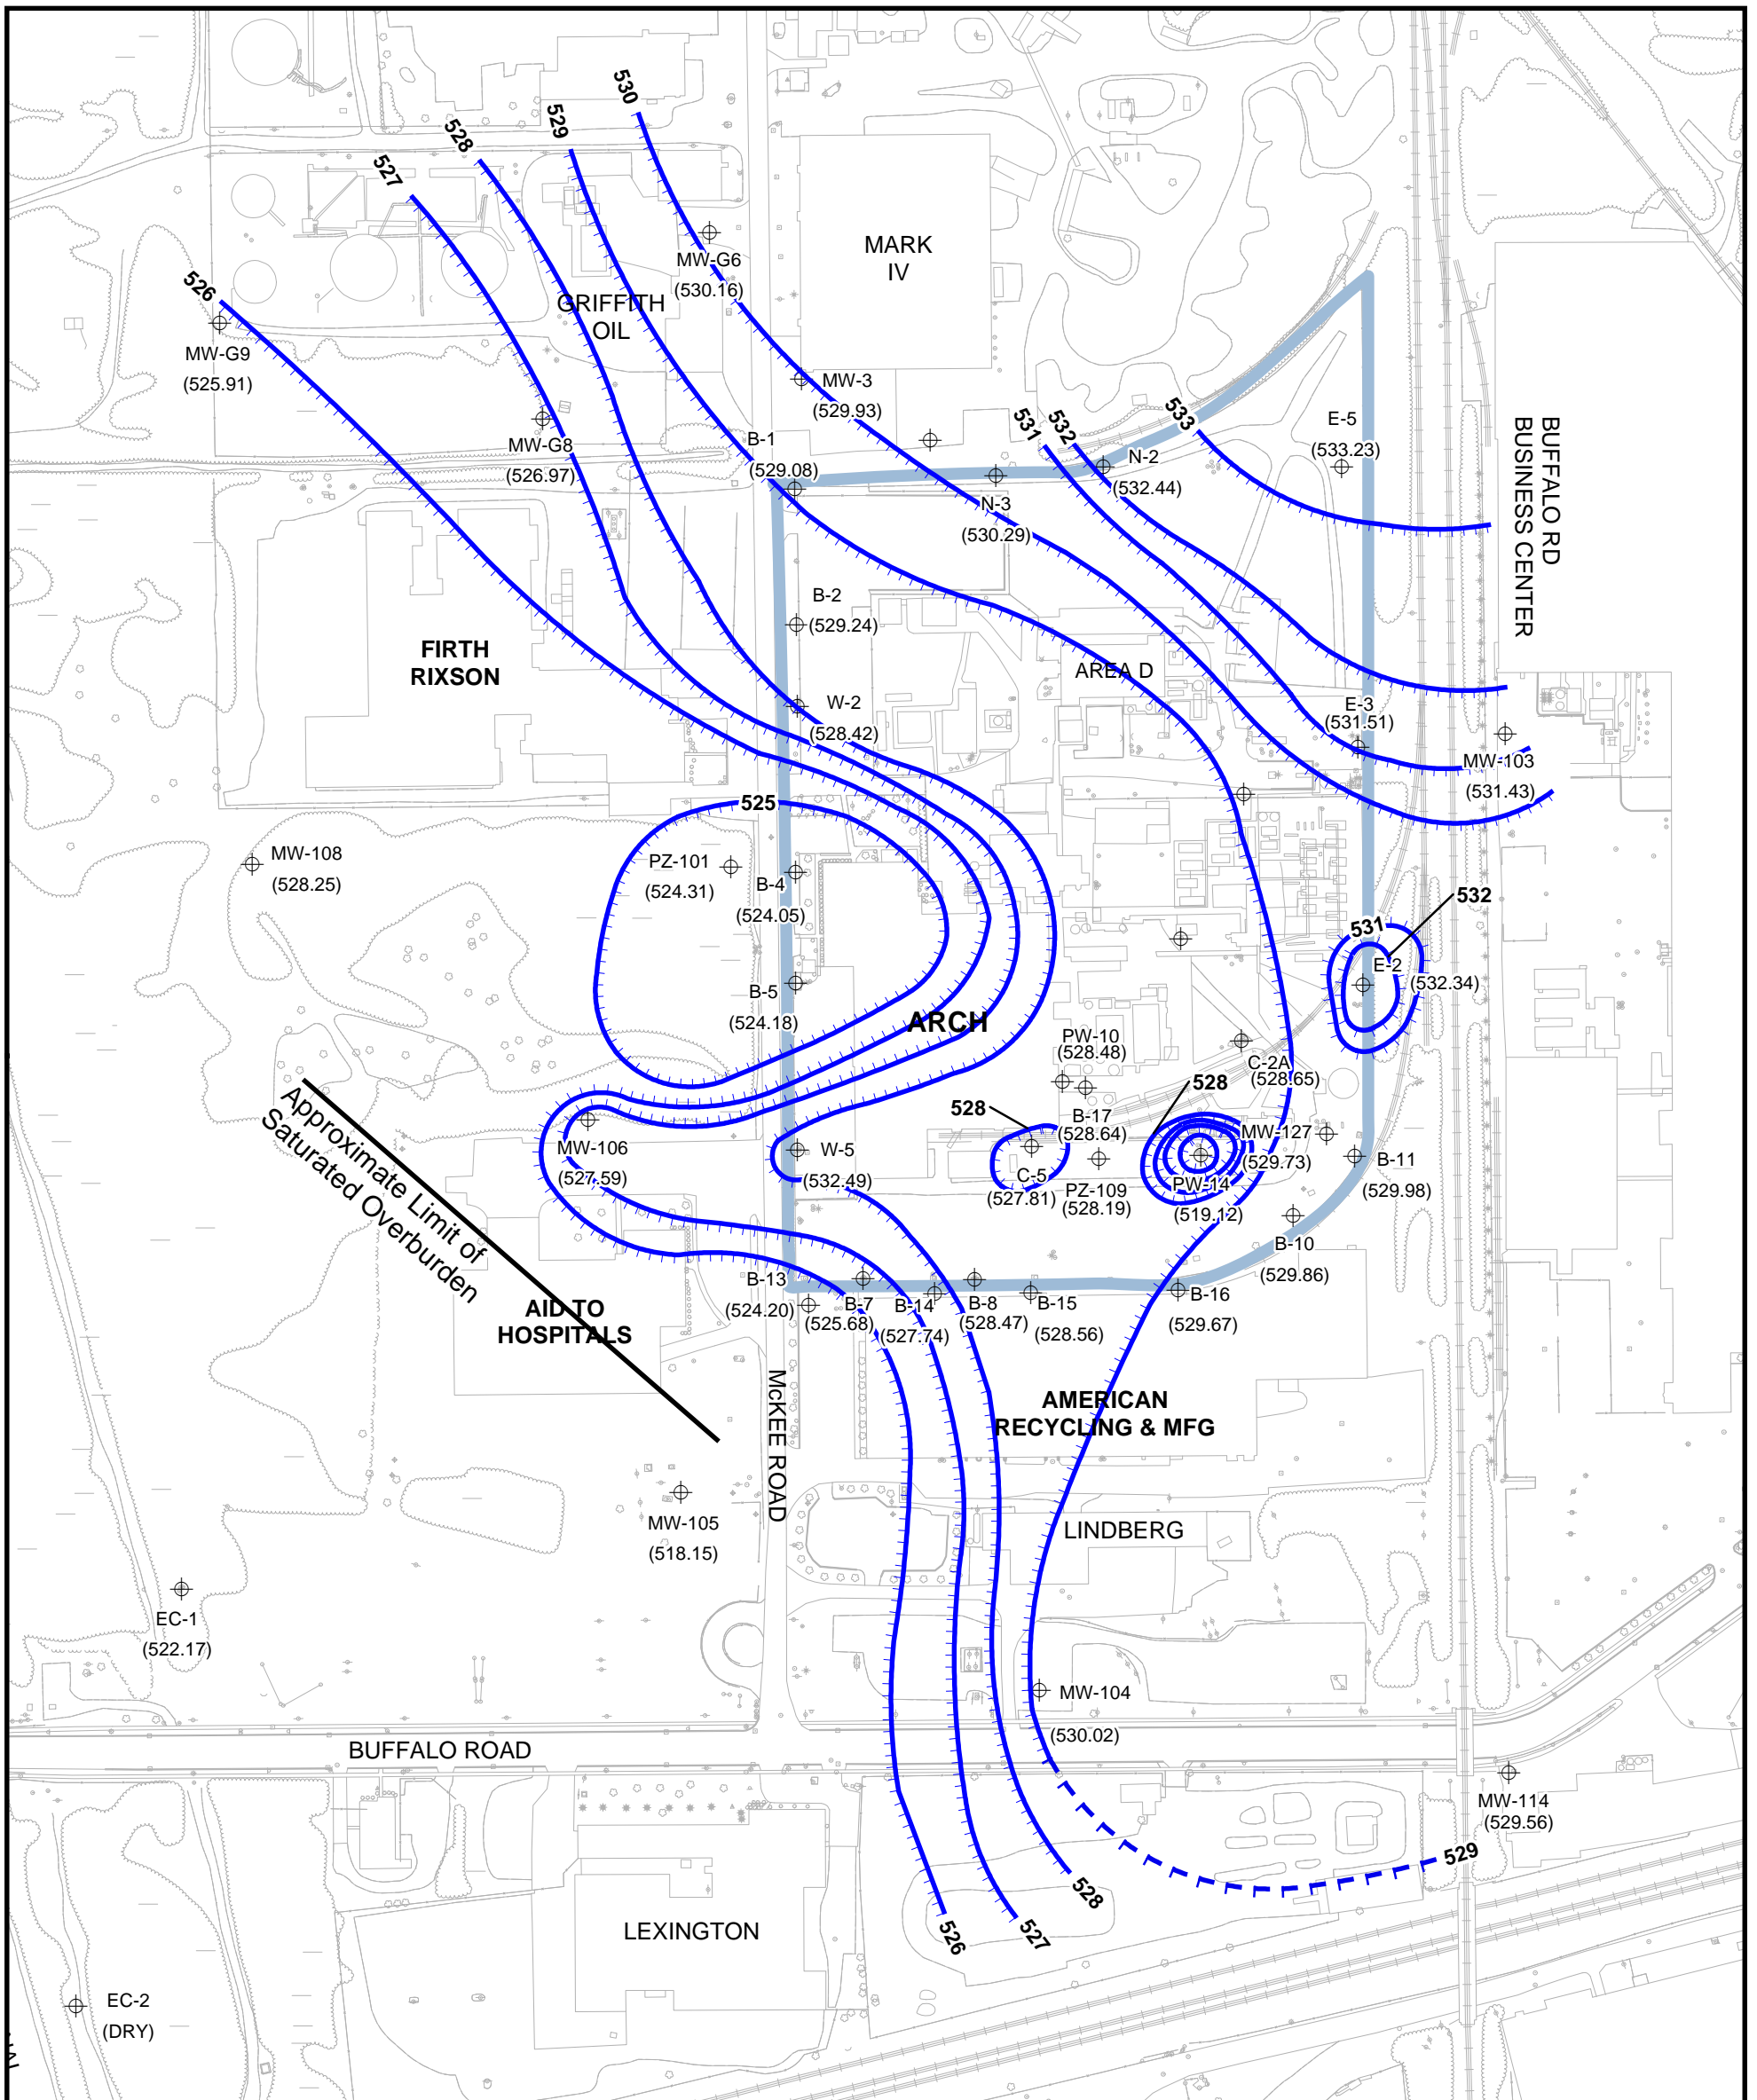 530
529
528
527
526
MW-G6
(530.16)
MARK
IV
GRIFFITH
OIL
MW-G9
(525.91)
MW-3
(529.93)
MW-G8
(526.97)
B-1
(529.08)
531
532
533
N-2
(532.44)
N-3
(530.29)
E-5
(533.23)
BUFFALO RD
BUSINESS CENTER
B-2
(529.24)
FIRTH
RIXSON
AREA D
W-2
(528.42)
E-3
(531.51)
MW-103
(531.43)
525
MW-108
(528.25)
PZ-101
(524.31)
B-4
(524.05)
532
531
E-2
(532.34)
B-5
(524.18)
ARCH
PW-10
(528.48)
C-2A
(528.65)
528
528
B-17
(528.64)
MW-127
(529.73)
Approximate Limit of
Saturated Overburden
MW-106
(527.59)
W-5
(532.49)
C-5
(527.81)
PZ-109
(528.19)
PW-14
(519.12)
B-11
(529.98)
B-10
(529.86)
B-13
(524.20)
B-7
(525.68)
B-14
(527.74)
B-8
(528.47)
B-15
(528.56)
B-16
(529.67)
AID TO
HOSPITALS
McKEE ROAD
AMERICAN
RECYCLING & MFG
MW-105
(518.15)
LINDBERG
EC-1
(522.17)
MW-104
(530.02)
BUFFALO ROAD
MW-114
(529.56)
529
528
527
526
LEXINGTON
EC-2
(DRY)